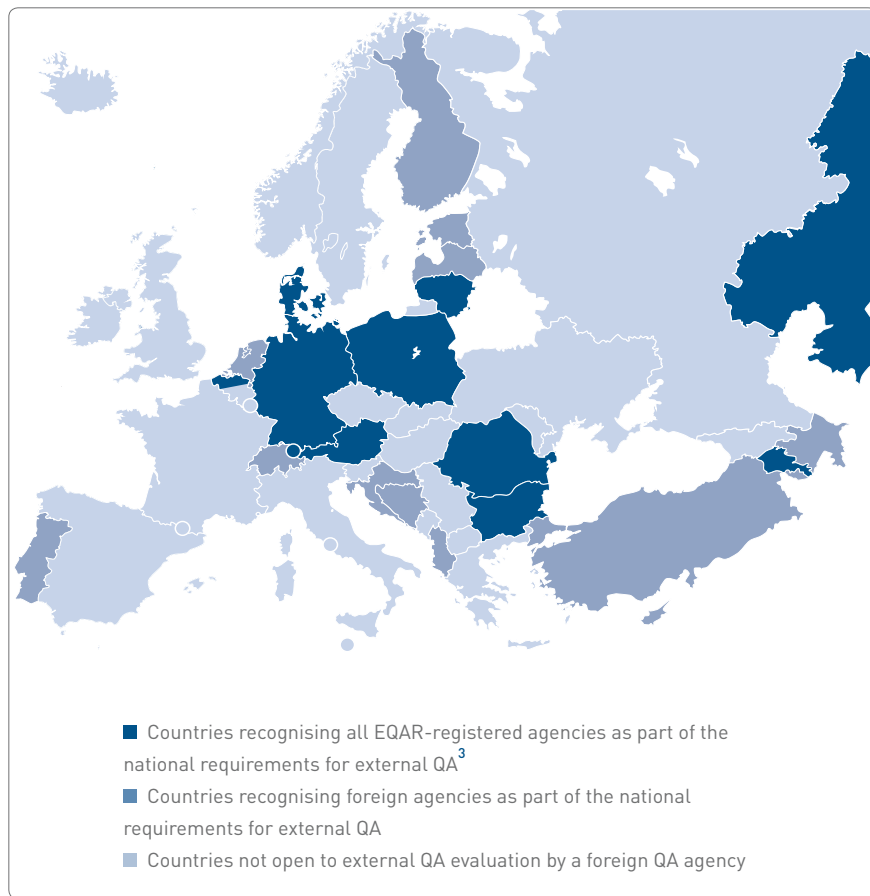 Countries recognising all EQAR-registered agencies as part of the
national requirements for external QA3
Countries recognising foreign agencies as part of the national
requirements for external QA
Countries not open to external QA evaluation by a foreign QA agency